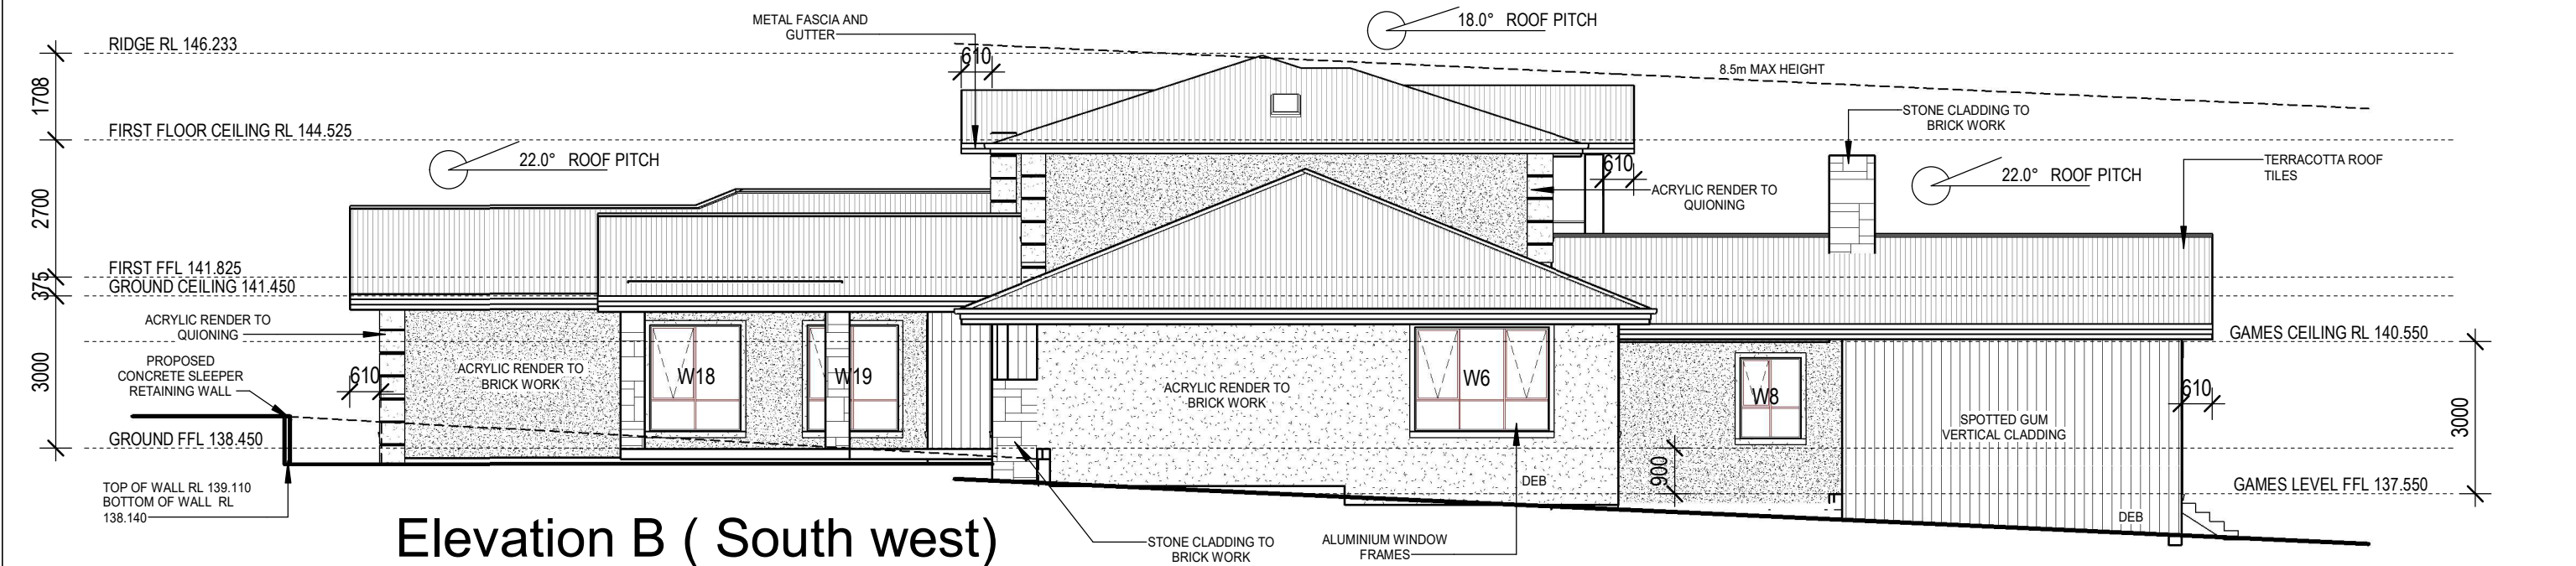 METAL FASCIA AND
GUTTER
18.0° ROOF PITCH
RIDGE RL 146.233
610
8.5m MAX HEIGHT
1708
STONE CLADDING TO
BRICK WORK
FIRST FLOOR CEILING RL 144.525
22.0° ROOF PITCH
610
TERRACOTTA ROOF
TILES
22.0° ROOF PITCH
ACRYLIC RENDER TO
QUIONING
2700
FIRST FFL 141.825
375
GROUND CEILING 141.450
ACRYLIC RENDER TO
QUIONING
GAMES CEILING RL 140.550
PROPOSED
CONCRETE SLEEPER
RETAINING WALL
3000
610
ACRYLIC RENDER TO
BRICK WORK
W18
W19
ACRYLIC RENDER TO
BRICK WORK
W6
W8
610
SPOTTED GUM
VERTICAL CLADDING
3000
GROUND FFL 138.450
900
TOP OF WALL RL 139.110
BOTTOM OF WALL RL
138.140
DEB
GAMES LEVEL FFL 137.550
DEB
Elevation B ( South west)
STONE CLADDING TO
BRICK WORK
ALUMINIUM WINDOW
FRAMES